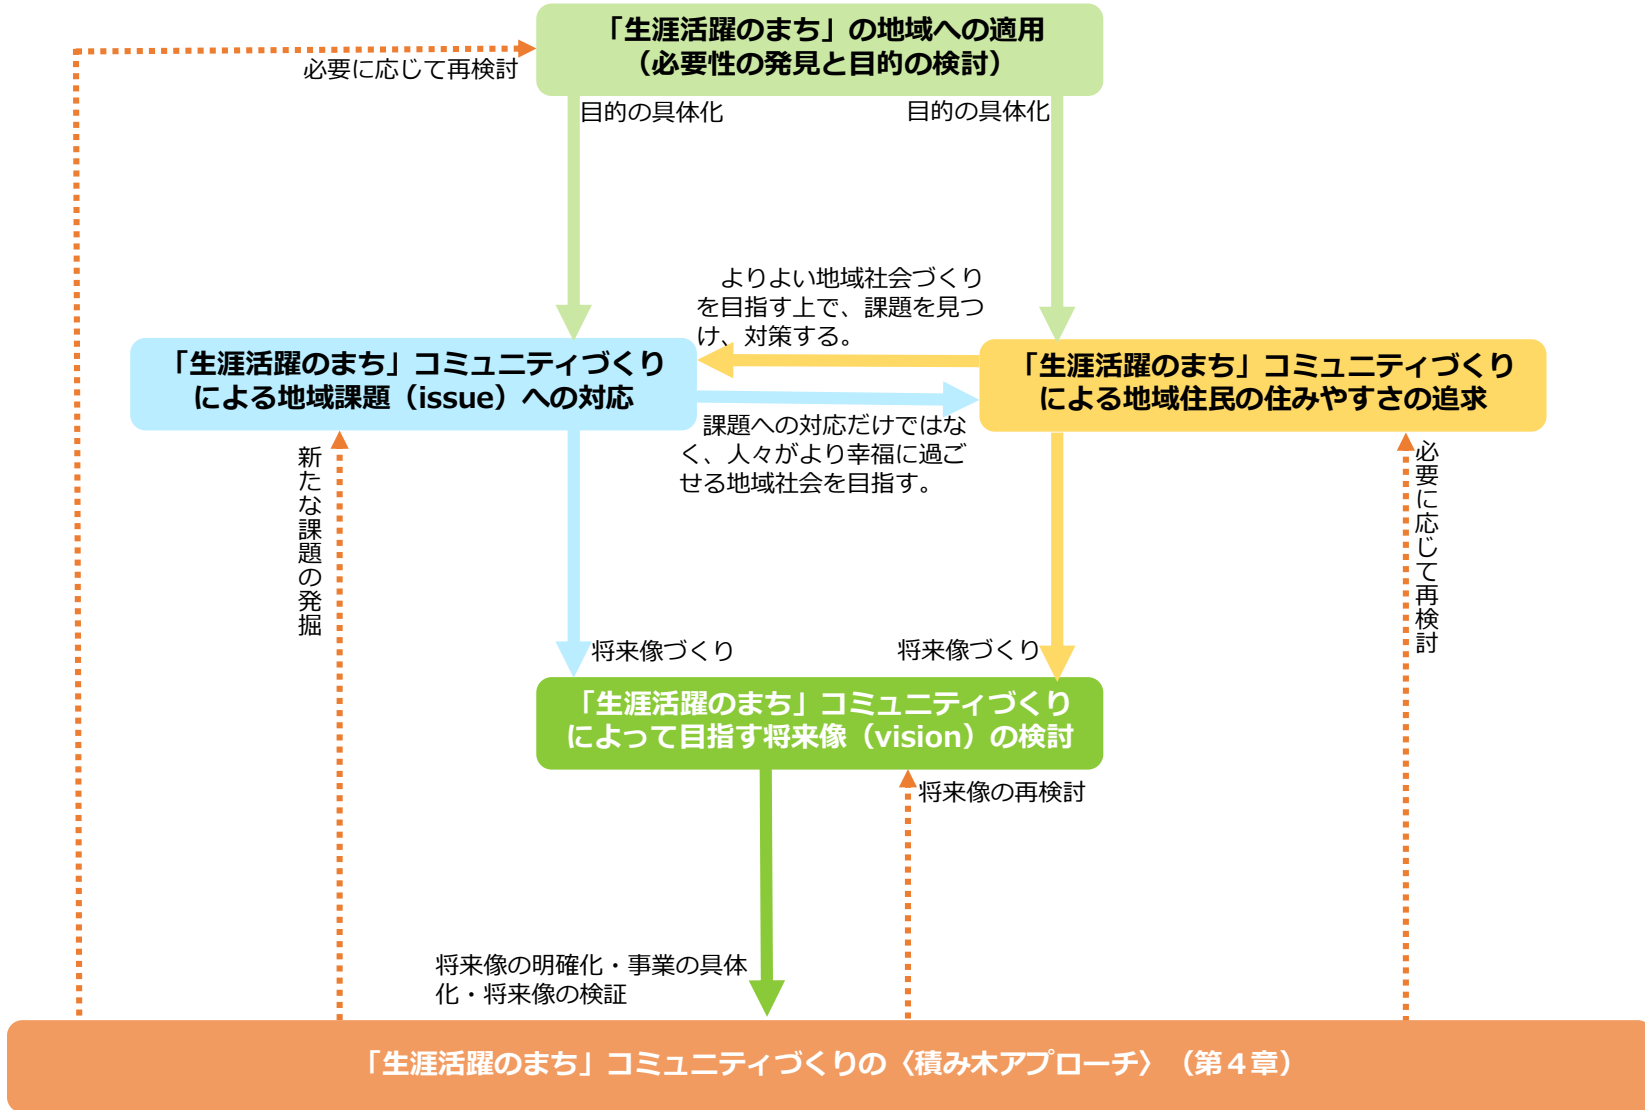 「生涯活躍のまち」の地域への適用
（必要性の発見と目的の検討）
必要に応じて再検討
目的の具体化
目的の具体化
　よりよい地域社会づくり
を目指す上で、課題を見つ
け、対策する。
「生涯活躍のまち」コミュニティづくり
による地域課題（issue）への対応
「生涯活躍のまち」コミュニティづくり
による地域住民の住みやすさの追求
　課題への対応だけではな
く、人々がより幸福に過ご
せる地域社会を目指す。
新たな課題の発掘
必要に応じて再検討
将来像づくり
将来像づくり
「生涯活躍のまち」コミュニティづくり
によって目指す将来像（vision）の検討
将来像の再検討
将来像の明確化・事業の具体
化・将来像の検証
「生涯活躍のまち」コミュニティづくりの〈積み木アプローチ〉（第４章）